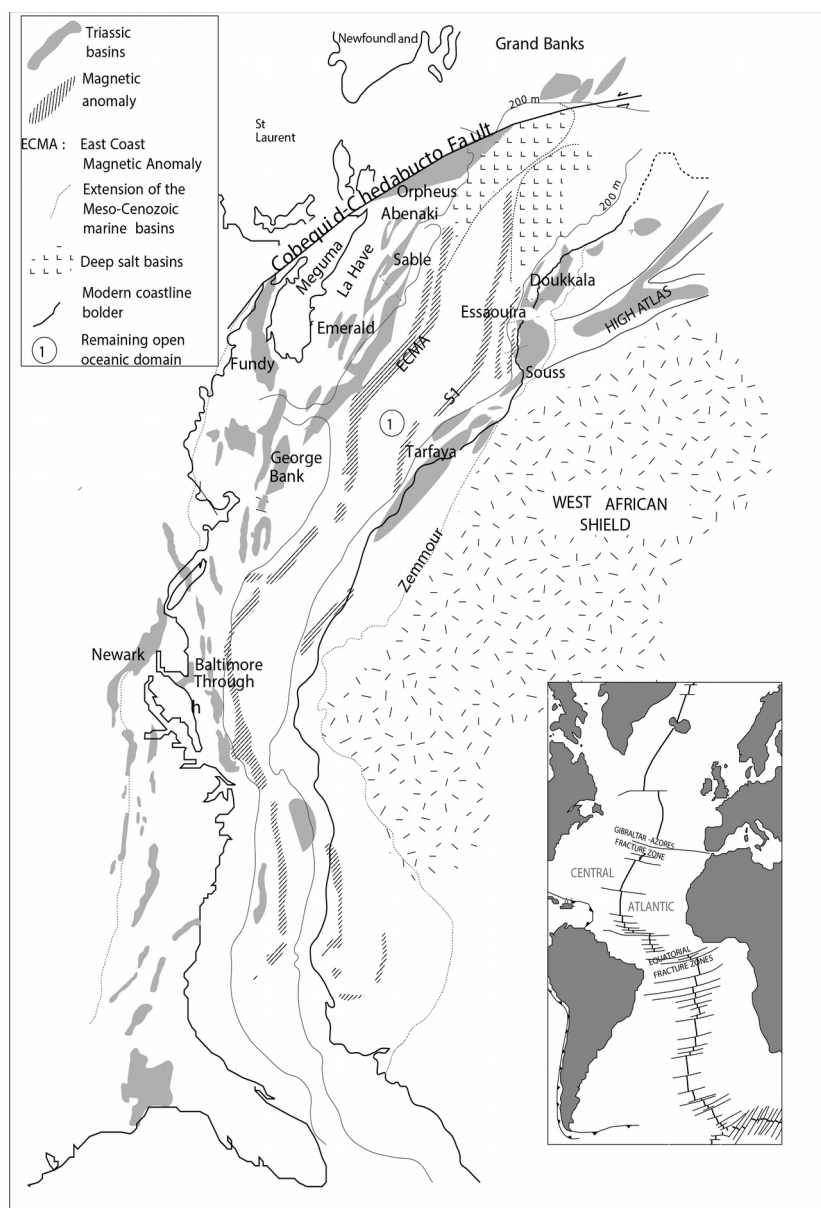 Triassic
basins
Magnetic
anomaly
ECMA : East Coast
Magnetic Anomaly
Extension of the
Meso-Cenozoic
marine basins
Deep salt basins
Modern coastline
bolder
1 Remaining open
oceanic domain
Newfoundland
Grand Banks
200 m
St
Laurent
Cobequid-Chedabucto Fault
Orpheus
Abenaki
200 m
Meguma
La Have
Sable
Doukkala
Essaouira
HIGH ATLAS
Emerald
ECMA
Fundy
Souss
S1
1
Tarfaya
George
Bank
WEST AFRICAN
SHIELD
Zemmour
Newark
Baltimore
Through
h
GIBRALTAR-AZORES
FRACTURE ZONE
CENTRAL
ATLANTIC
EQUATORIAL
FRACTURE ZONES